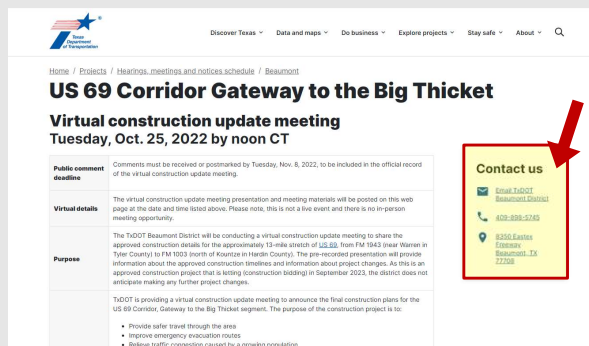 Texas
Department
of Transportation
Discover Texas
Data and maps
Do business
Explore projects
Stay safe
About
Home / Projects / Hearings, meetings and notices schedule / Beaumont
US 69 Corridor Gateway to the Big Thicket
Virtual construction update meeting
Tuesday, Oct. 25, 2022 by noon CT
Public comment
deadline
Comments must be received or postmarked by Tuesday, Nov. 8, 2022, to be included in the official record
of the virtual construction update meeting.
Virtual details
The virtual construction update meeting presentation and meeting materials will be posted on this web
page at the date and time listed above. Please note, this is not a live event and there is no in-person
meeting opportunity.
Purpose
The TxDOT Beaumont District will be conducting a virtual construction update meeting to share the
approved construction details for the approximately 13-mile stretch of US 69, from FM 1943 (near Warren in
Tyler County) to FM 1003 (north of Kountze in Hardin County). The pre-recorded presentation will provide
information about the approved construction timelines and information about project changes. As this is an
approved construction project that is letting (construction bidding) in September 2023, the district does not
anticipate making any further project changes.
TxDOT is providing a virtual construction update meeting to announce the final construction plans for the
US 69 Corridor, Gateway to the Big Thicket segment. The purpose of the construction project is to:
• Provide safer travel through the area
• Improve emergency evacuation routes
• Relieve traffic congestion caused by a growing population
Contact us
Email TxDOT
Beaumont District
409-898-5745
8350 Eastex
Freeway
Beaumont, TX
77708